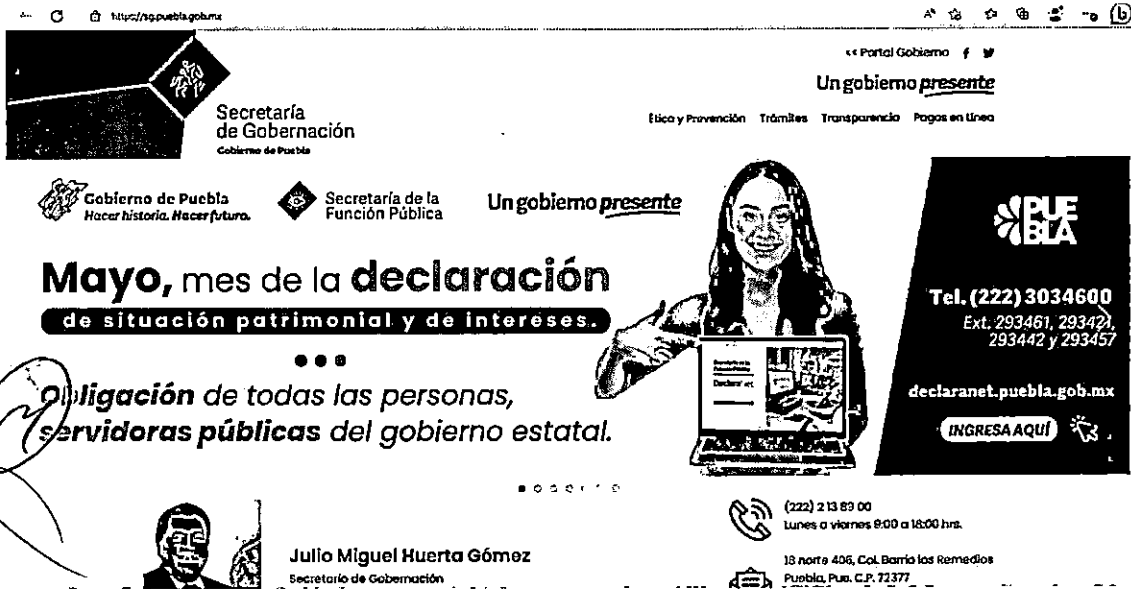 https://sg.puebla.gob.mx
<< Portal Gobierno
Un gobierno presente
Secretaría
de Gobernación
Gobierno de Puebla
Ética y Prevención Trámites Transparencia Pagos en Línea
Gobierno de Puebla
Hacer historia. Hacer futuro.
Secretaría de la
Función Pública
Un gobierno presente
PUE
BLA
Mayo, mes de la declaración
de situación patrimonial y de intereses.
Tel. (222) 3034600
Ext. 293461, 293421,
293442 y 293457
Obligación de todas las personas,
servidoras públicas del gobierno estatal.
declaranet.puebla.gob.mx
INGRESA AQUÍ
(222) 2 13 89 00
Lunes a viernes 9:00 a 18:00 hrs.
Julio Miguel Huerta Gómez
Secretario de Gobernación
18 norte 406, Col. Barrio los Remedios
Puebla, Pue. C.P. 72377